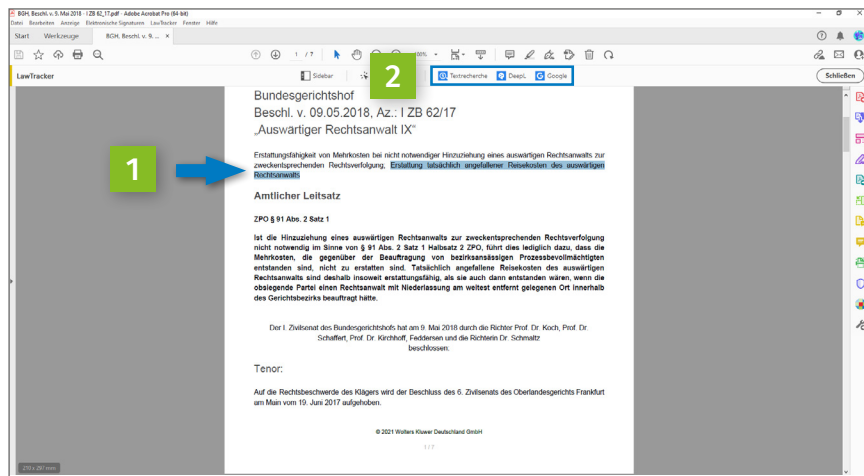 BGH, Beschl. v. 9. Mai 2018 - I ZB 62_17.pdf - Adobe Acrobat Pro (64-bit)
Datei Bearbeiten Anzeige Elektronische Signaturen LawTracker Fenster Hilfe
Start Werkzeuge BGH, Beschl. v. 9. ... ×
1 / 7
LawTracker Sidebar 2 Textrecherche DeepL Google Schließen
Bundesgerichtshof
Beschl. v. 09.05.2018, Az.: I ZB 62/17
„Auswärtiger Rechtsanwalt IX“
Erstattungsfähigkeit von Mehrkosten bei nicht notwendiger Hinzuziehung eines auswärtigen Rechtsanwalts zur
1 zweckentsprechenden Rechtsverfolgung; Erstattung tatsächlich angefallener Reisekosten des auswärtigen
Rechtsanwalts
Amtlicher Leitsatz
ZPO § 91 Abs. 2 Satz 1
Ist die Hinzuziehung eines auswärtigen Rechtsanwalts zur zweckentsprechenden Rechtsverfolgung
nicht notwendig im Sinne von § 91 Abs. 2 Satz 1 Halbsatz 2 ZPO, führt dies lediglich dazu, dass die
Mehrkosten, die gegenüber der Beauftragung von bezirksansässigen Prozessbevollmächtigten
entstanden sind, nicht zu erstatten sind. Tatsächlich angefallene Reisekosten des auswärtigen
Rechtsanwalts sind deshalb insoweit erstattungsfähig, als sie auch dann entstanden wären, wenn die
obsiegende Partei einen Rechtsanwalt mit Niederlassung am weitest entfernt gelegenen Ort innerhalb
des Gerichtsbezirks beauftragt hätte.
Der I. Zivilsenat des Bundesgerichtshofs hat am 9. Mai 2018 durch die Richter Prof. Dr. Koch, Prof. Dr.
Schaffert, Prof. Dr. Kirchhoff, Feddersen und die Richterin Dr. Schmaltz
beschlossen:
Tenor:
Auf die Rechtsbeschwerde des Klägers wird der Beschluss des 6. Zivilsenats des Oberlandesgerichts Frankfurt
am Main vom 19. Juni 2017 aufgehoben.
© 2021 Wolters Kluwer Deutschland GmbH
1 / 7
210 x 297 mm